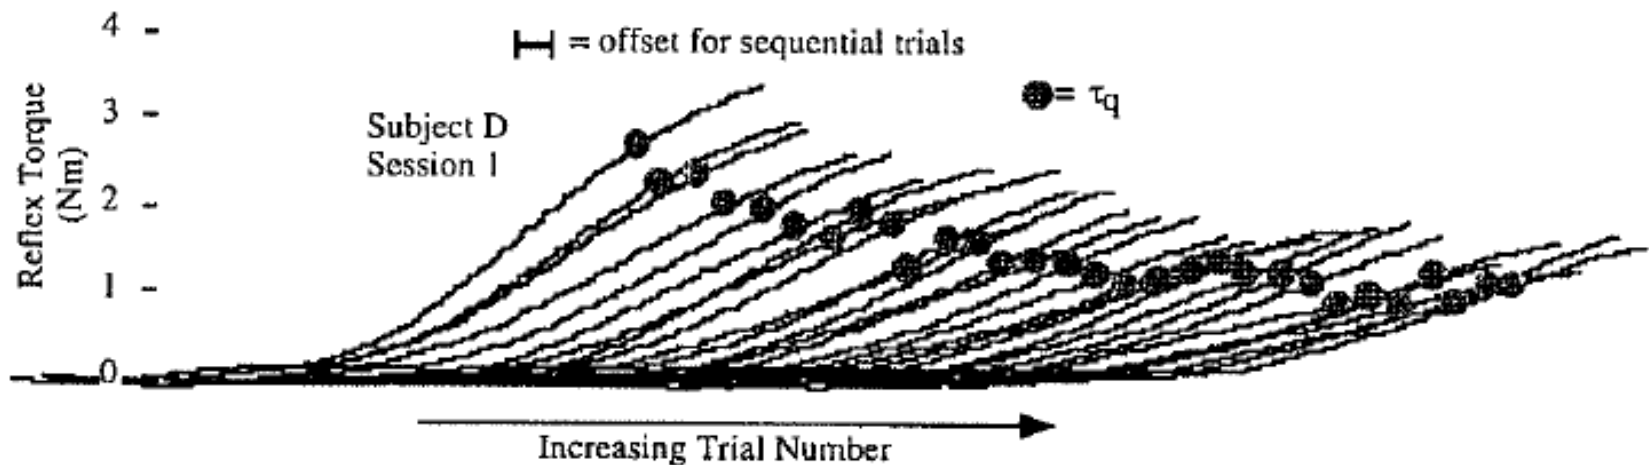 4
= offset for sequential trials
= τq
3
Subject D
Session 1
Reflex Torque
(Nm)
2
1
0
Increasing Trial Number